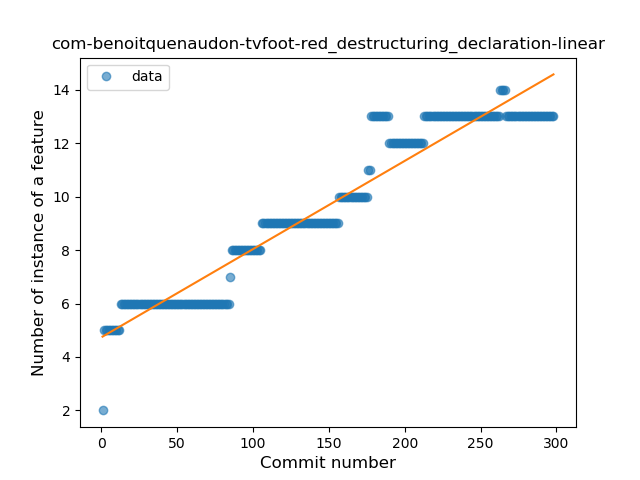 com-benoitquenaudon-tvfoot-red_destructuring_declaration-linear
data
Number of instance of a feature
14
12
10
8
6
4
2
0 50 100 150 200 250 300
Commit number